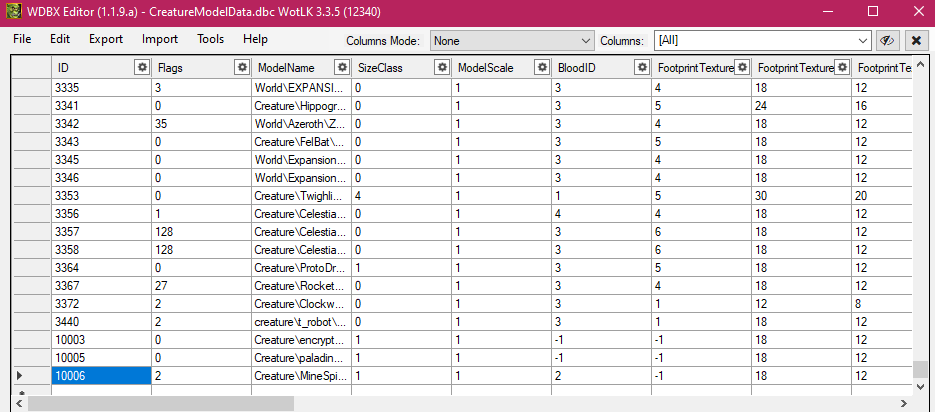 WDBX Editor (1.1.9.a) - CreatureModelData.dbc WotLK 3.3.5 (12340)
File Edit Export Import Tools Help Columns Mode: None Columns: [All]
ID Flags ModelName SizeClass ModelScale BloodID FootprintTexture FootprintTexture FootprintTe
3335 3 World\EXPANSI... 0 1 3 4 18 12
3341 0 Creature\Hippogr... 0 1 3 5 24 16
3342 35 World\Azeroth\Z... 0 1 3 4 18 12
3343 0 Creature\FelBat\... 0 1 3 5 18 12
3345 0 World\Expansion... 0 1 3 4 18 12
3346 0 World\Expansion... 0 1 3 4 18 12
3353 0 Creature\Twighli... 4 1 1 5 30 20
3356 1 Creature\Celestia... 0 1 4 4 18 12
3357 128 Creature\Celestia... 0 1 3 6 18 12
3358 128 Creature\Celestia... 0 1 3 6 18 12
3364 0 Creature\ProtoDr... 1 1 3 5 18 12
3367 27 Creature\Rocket... 0 1 3 4 18 12
3372 2 Creature\Clockw... 0 1 3 1 12 8
3440 2 creature\t_robot\... 0 1 3 1 18 12
10003 0 Creature\encrypt... 1 1 -1 -1 18 12
10005 0 Creature\paladin... 1 1 -1 -1 18 12
10006 2 Creature\MineSpi... 1 1 2 -1 18 12